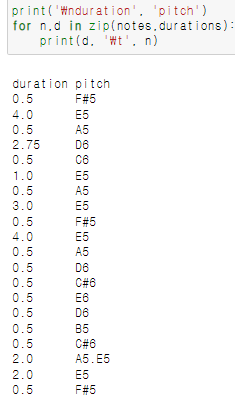 print('₩nduration', 'pitch')
for n,d in zip(notes,durations):
    print(d, '₩t', n)
duration pitch
0.5 F#5
4.0 E5
0.5 A5
2.75 D6
0.5 C6
1.0 E5
0.5 A5
3.0 E5
0.5 F#5
4.0 E5
0.5 A5
0.5 D6
0.5 C#6
0.5 E6
0.5 D6
0.5 B5
0.5 C#6
2.0 A5.E5
2.0 E5
0.5 F#5